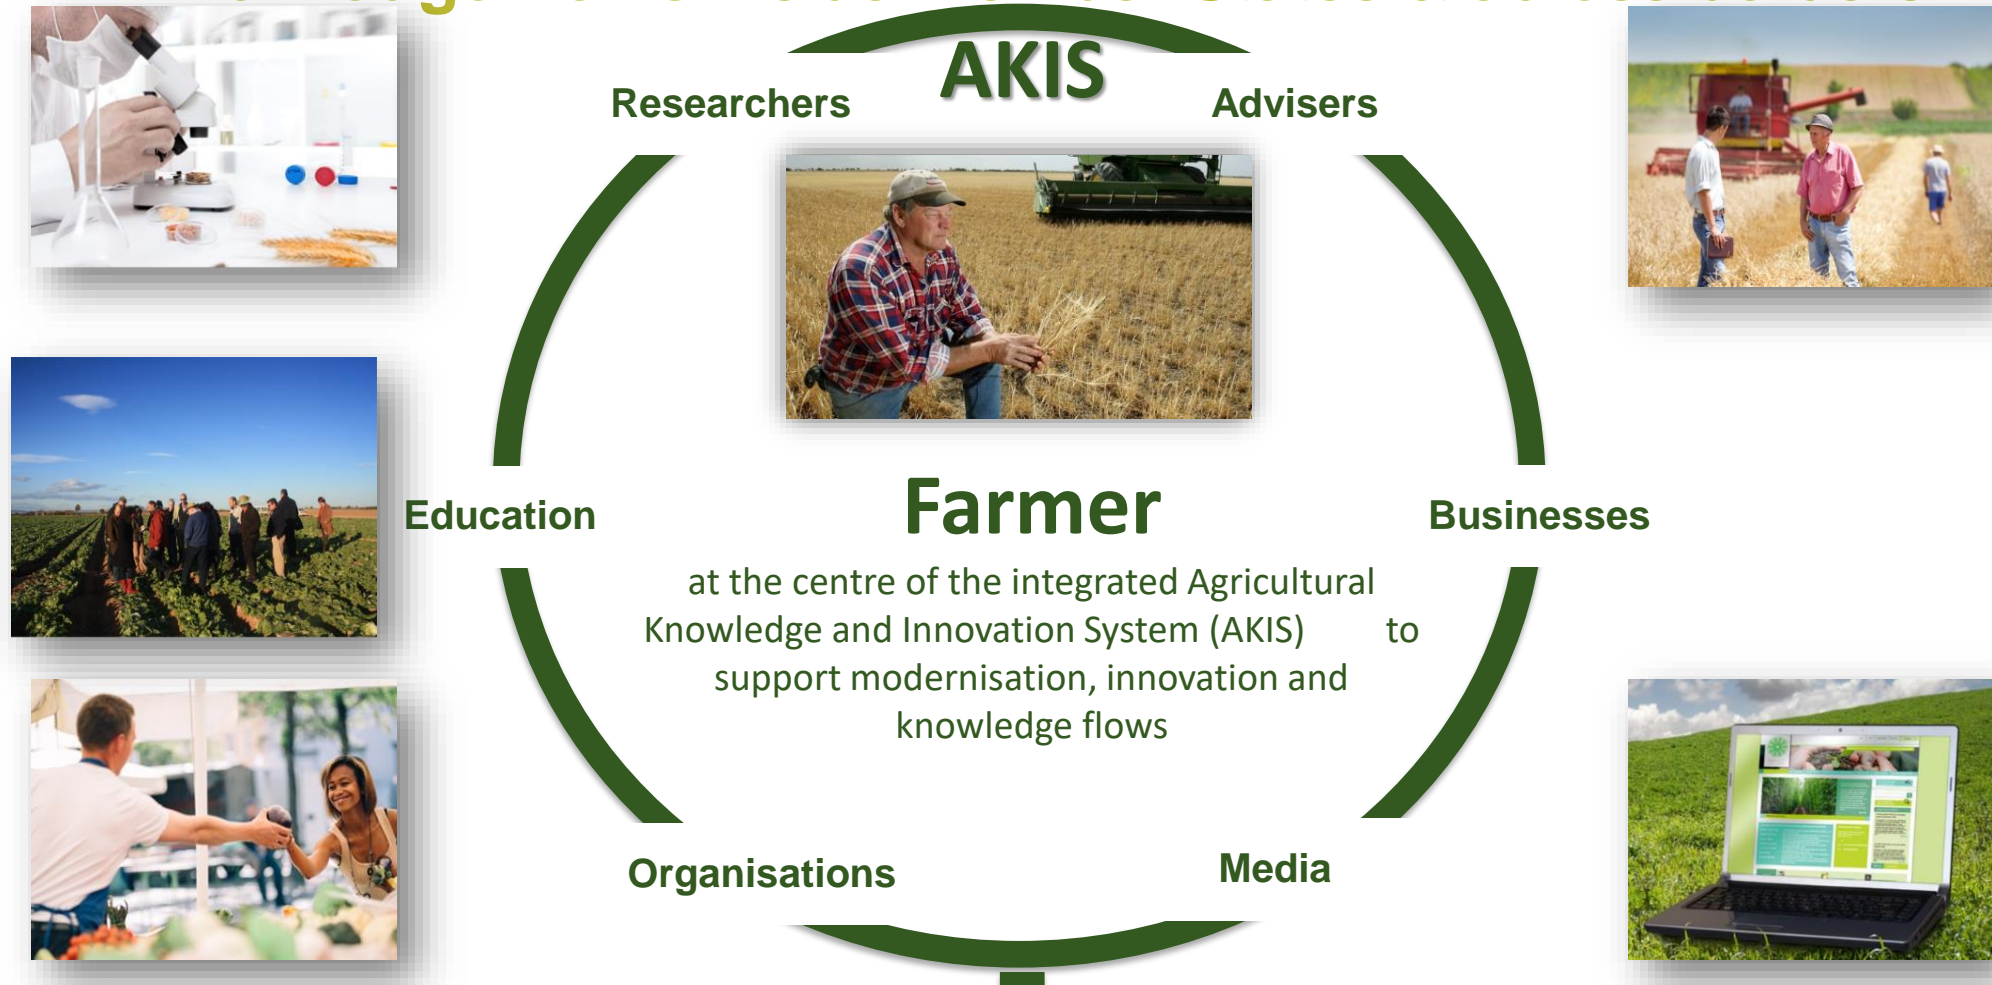 AKIS
Researchers
Advisers
Farmer
Education
Businesses
at the centre of the integrated Agricultural
Knowledge and Innovation System (AKIS) to
support modernisation, innovation and
knowledge flows
Organisations
Media